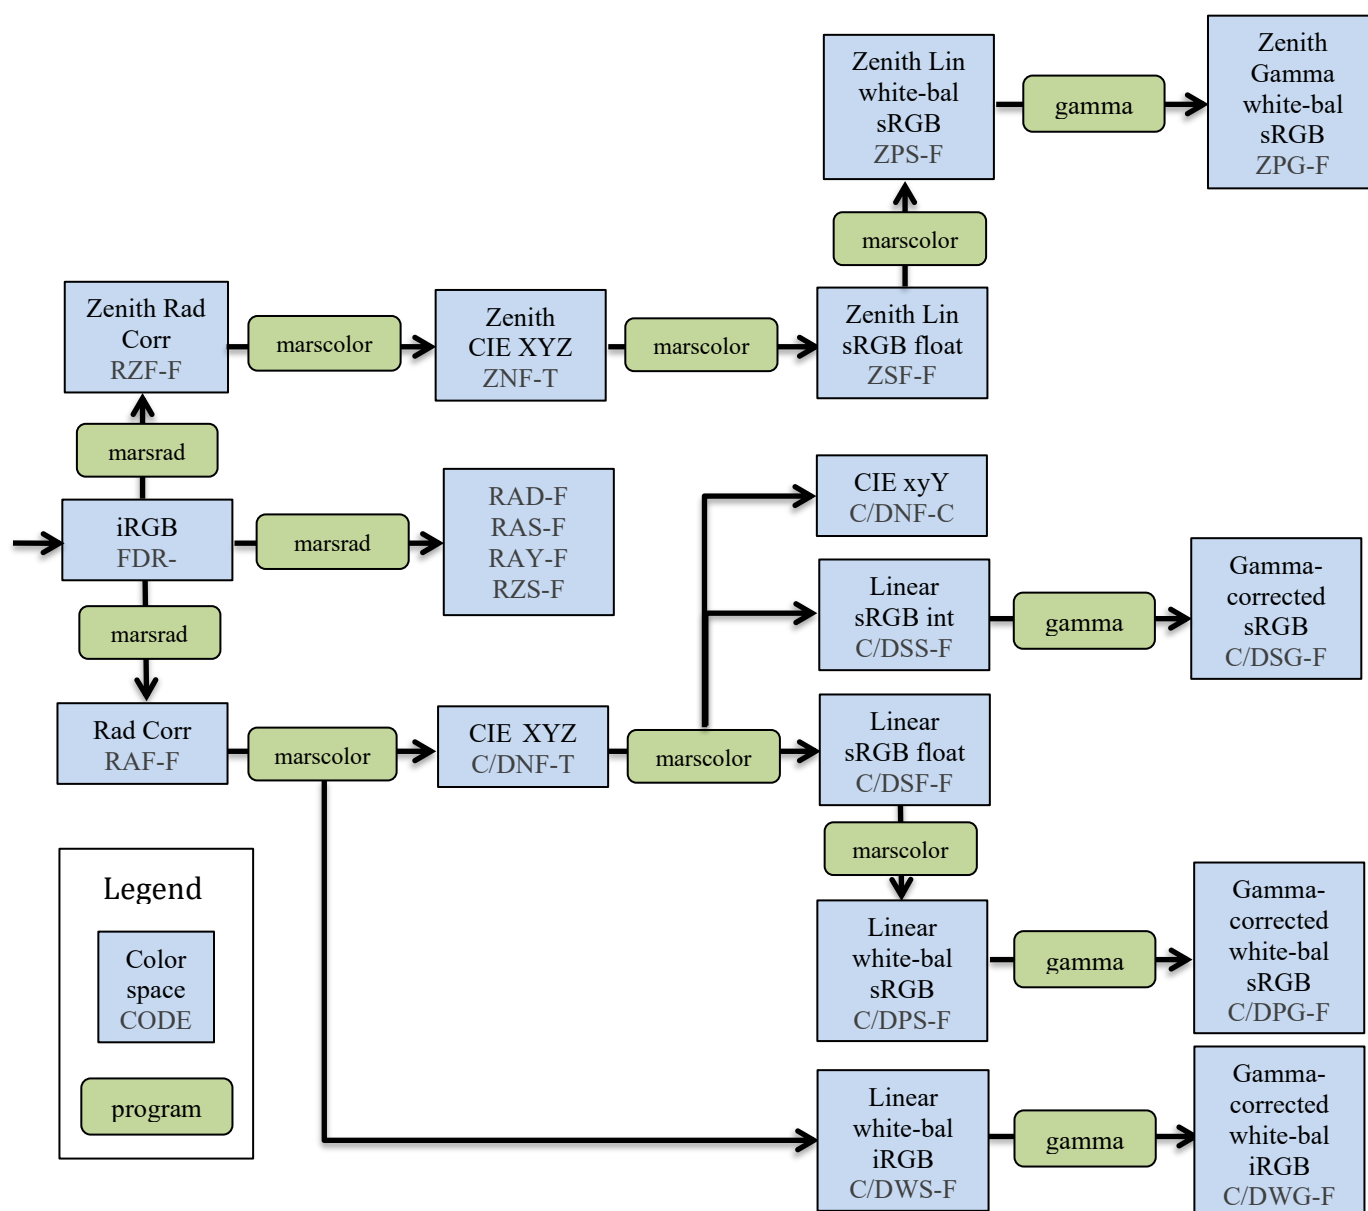 Zenith Lin
white-bal
sRGB
ZPS-F
gamma
Zenith
Gamma
white-bal
sRGB
ZPG-F
marscolor
Zenith Rad
Corr
RZF-F
marscolor
Zenith
CIE XYZ
ZNF-T
marscolor
Zenith Lin
sRGB float
ZSF-F
marsrad
iRGB
FDR-
marsrad
RAD-F
RAS-F
RAY-F
RZS-F
CIE xyY
C/DNF-C
Linear
sRGB int
C/DSS-F
gamma
Gamma-
corrected
sRGB
C/DSG-F
marsrad
Rad Corr
RAF-F
marscolor
CIE XYZ
C/DNF-T
marscolor
Linear
sRGB float
C/DSF-F
marscolor
Linear
white-bal
sRGB
C/DPS-F
gamma
Gamma-
corrected
white-bal
sRGB
C/DPG-F
Linear
white-bal
iRGB
C/DWS-F
gamma
Gamma-
corrected
white-bal
iRGB
C/DWG-F
Legend
Color
space
CODE
program